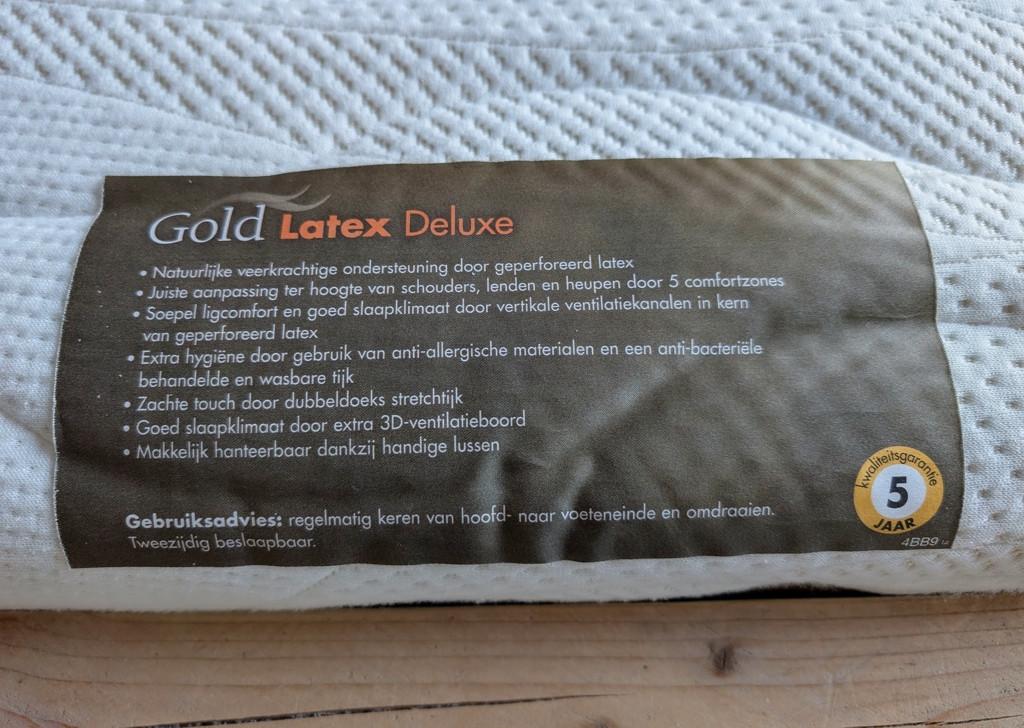 Gold Latex Deluxe
• Natuurlijke veerkrachtige ondersteuning door geperforeerd latex
• Juiste aanpassing ter hoogte van schouders, lenden en heupen door 5 comfortzones
• Soepel ligcomfort en goed slaapklimaat door vertikale ventilatiekanalen in kern
van geperforeerd latex
• Extra hygiëne door gebruik van anti-allergische materialen en een anti-bacteriële
behandelde en wasbare tijk
• Zachte touch door dubbeldoeks stretchtijk
• Goed slaapklimaat door extra 3D-ventilatieboord
• Makkelijk hanteerbaar dankzij handige lussen
Gebruiksadvies: regelmatig keren van hoofd- naar voeteneinde en omdraaien.
Tweezijdig beslaapbaar.
kwaliteitsgarantie
5
JAAR
4BB9